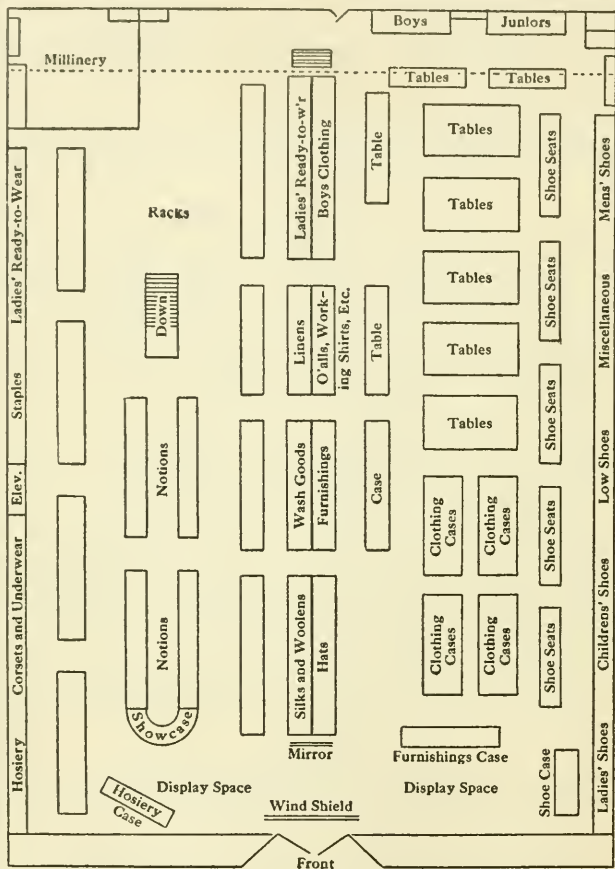 Boys
Juniors
Millinery
Tables
Tables
Ladies' Ready-to-Wear
Racks
Ladies' Ready-to-w'r
Boys Clothing
Table
Tables
Shoe Seats
Mens' Shoes
Tables
Down
Tables
Shoe Seats
Miscellaneous
Staples
Linens
O'alls, Work-
ing Shirts, Etc.
Table
Tables
Shoe Seats
Tables
Low Shoes
Elev.
Notions
Wash Goods
Furnishings
Case
Clothing
Cases
Clothing
Cases
Shoe Seats
Corsets and Underwear
Notions
Silks and Woolens
Hats
Clothing
Cases
Clothing
Cases
Shoe Seats
Childrens' Shoes
Showcase
Hosiery
Mirror
Furnishings Case
Display Space
Display Space
Shoe Case
Ladies' Shoes
Hosiery
Case
Wind Shield
Front